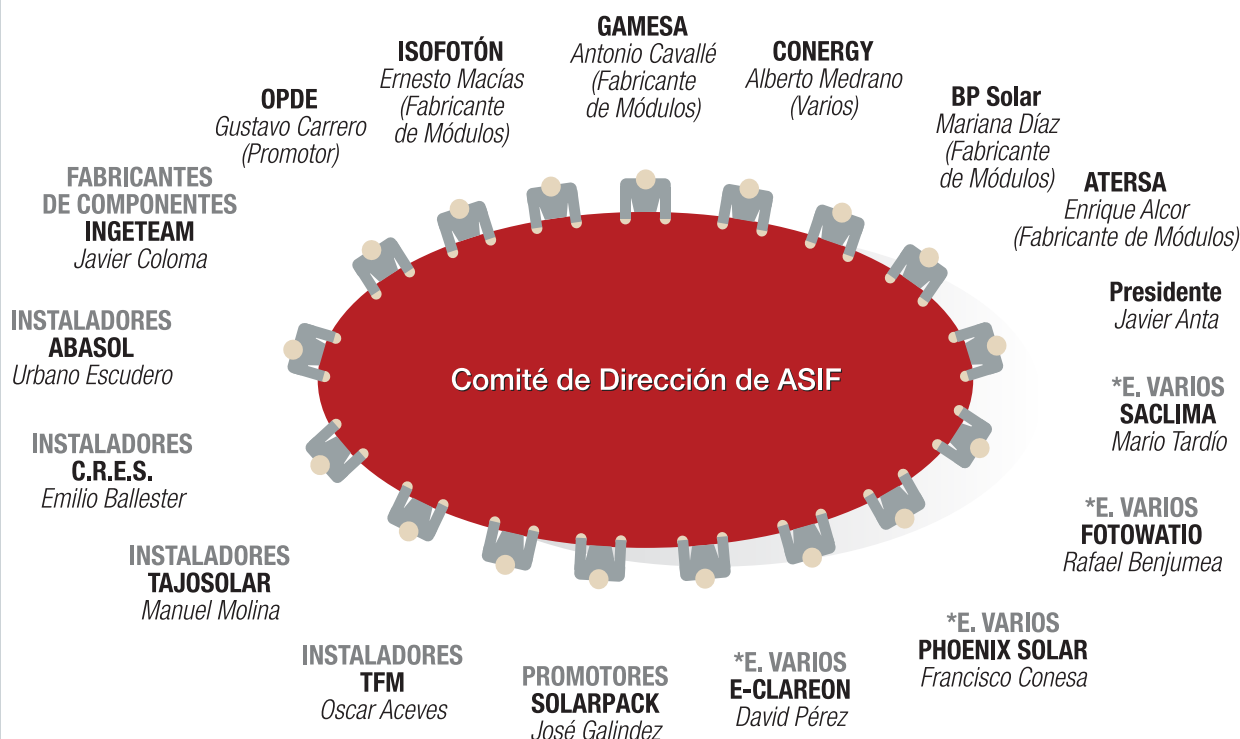 GAMESA
Antonio Cavallé
(Fabricante
de Módulos)
ISOFOTÓN
Ernesto Macías
(Fabricante
de Módulos)
CONERGY
Alberto Medrano
(Varios)
OPDE
Gustavo Carrero
(Promotor)
BP Solar
Mariana Díaz
(Fabricante
de Módulos)
FABRICANTES
DE COMPONENTES
INGETEAM
Javier Coloma
ATERSA
Enrique Alcor
(Fabricante de Módulos)
Presidente
Javier Anta
INSTALADORES
ABASOL
Urbano Escudero
Comité de Dirección de ASIF
*E. VARIOS
SACLIMA
Mario Tardío
INSTALADORES
C.R.E.S.
Emilio Ballester
*E. VARIOS
FOTOWATIO
Rafael Benjumea
INSTALADORES
TAJOSOLAR
Manuel Molina
*E. VARIOS
PHOENIX SOLAR
Francisco Conesa
INSTALADORES
TFM
Oscar Aceves
PROMOTORES
SOLARPACK
José Galindez
*E. VARIOS
E-CLAREON
David Pérez